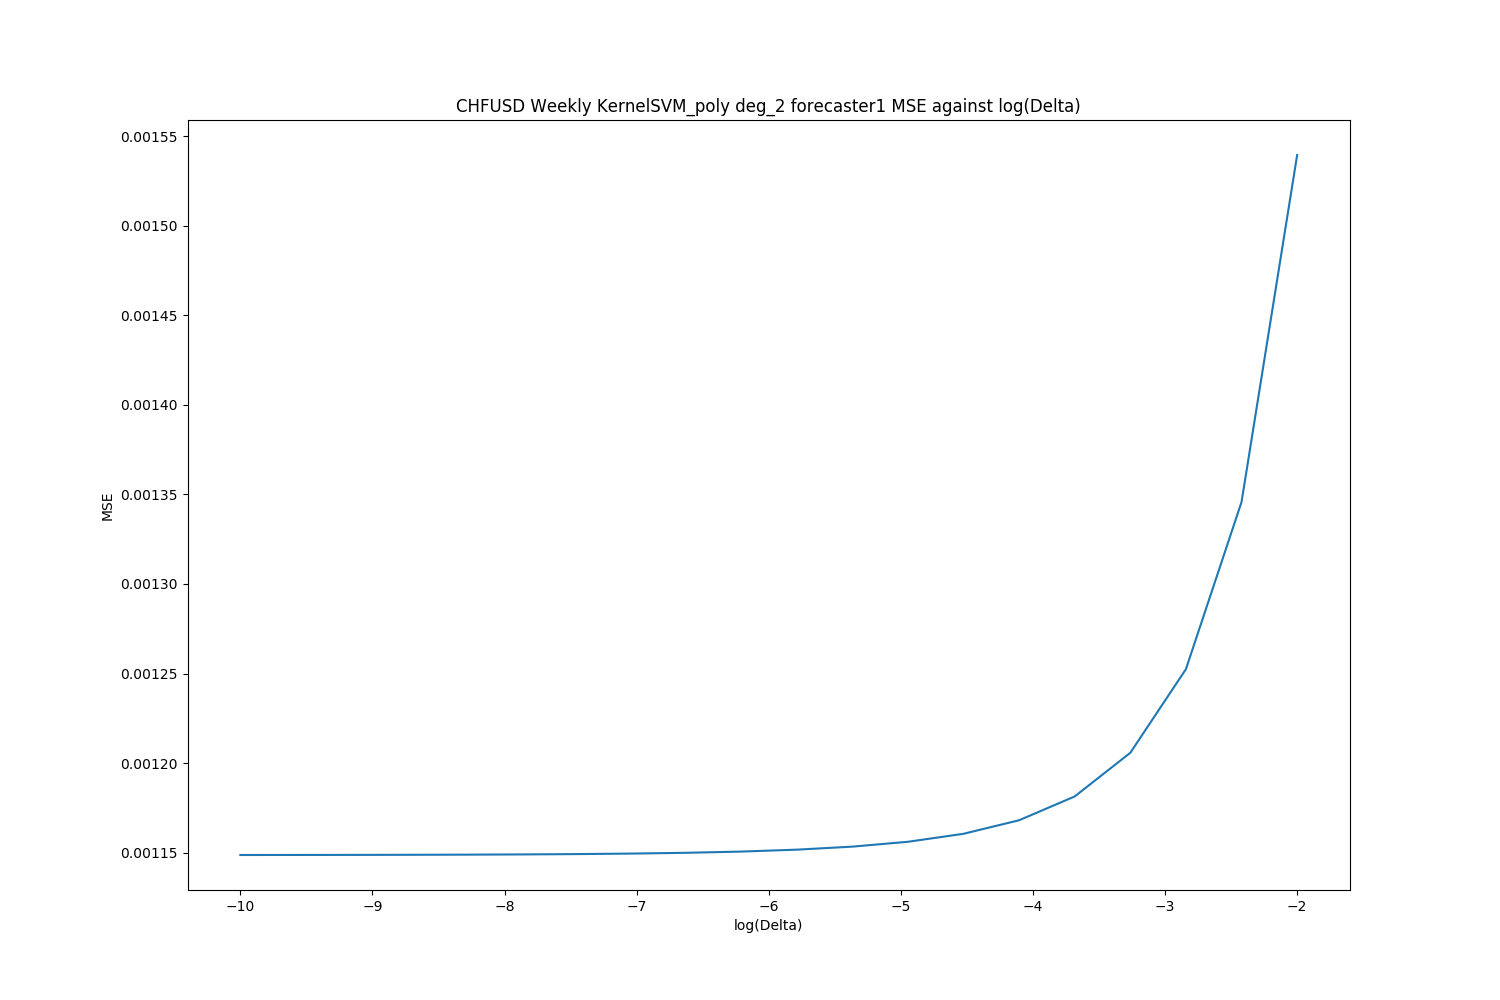 CHFUSD Weekly KernelSVM_poly deg_2 forecaster1 MSE against log(Delta)
0.00155
0.00150
0.00145
0.00140
0.00135
0.00130
0.00125
0.00120
0.00115
MSE
−10 −9 −8 −7 −6 −5 −4 −3 −2
log(Delta)